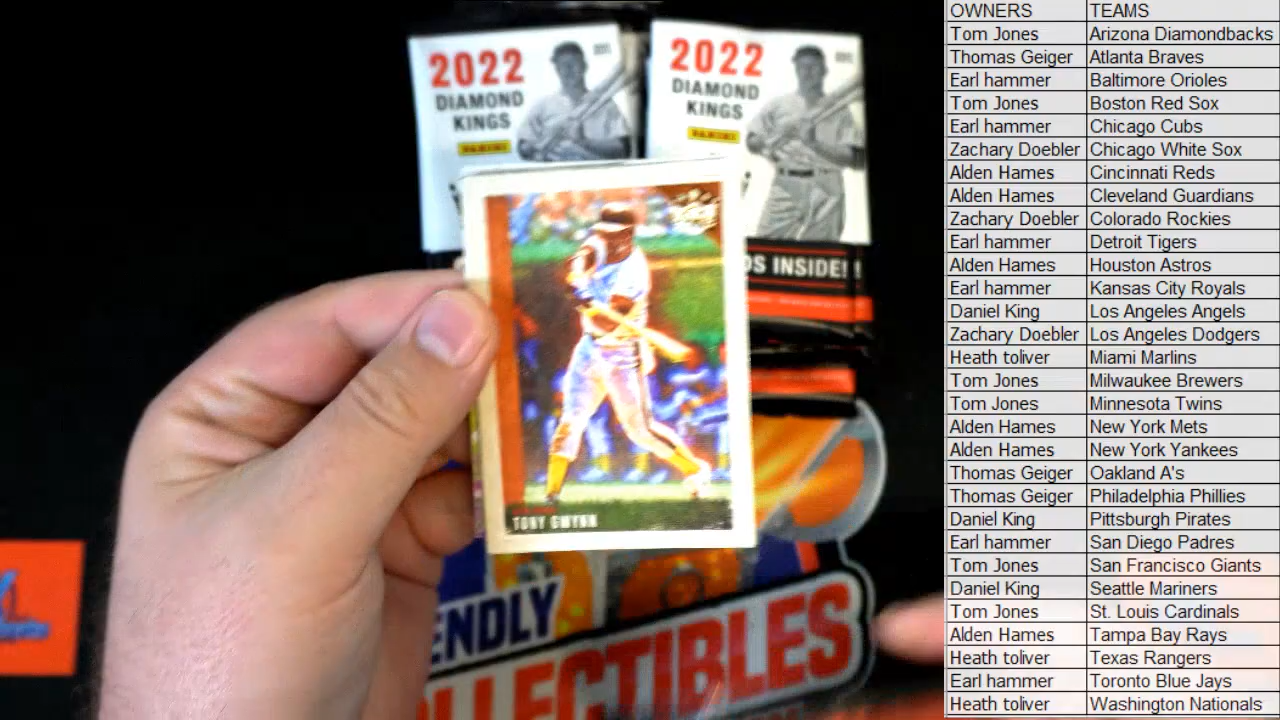 2022
DIAMOND
KINGS
PANINI
2022
DIAMOND
KINGS
PANINI
DS INSIDE!
TONY GWYNN
ENDLY
LLECTIBLES
OWNERS TEAMS
Tom Jones Arizona Diamondbacks
Thomas Geiger Atlanta Braves
Earl hammer Baltimore Orioles
Tom Jones Boston Red Sox
Earl hammer Chicago Cubs
Zachary Doebler Chicago White Sox
Alden Hames Cincinnati Reds
Alden Hames Cleveland Guardians
Zachary Doebler Colorado Rockies
Earl hammer Detroit Tigers
Alden Hames Houston Astros
Earl hammer Kansas City Royals
Daniel King Los Angeles Angels
Zachary Doebler Los Angeles Dodgers
Heath toliver Miami Marlins
Tom Jones Milwaukee Brewers
Tom Jones Minnesota Twins
Alden Hames New York Mets
Alden Hames New York Yankees
Thomas Geiger Oakland A's
Thomas Geiger Philadelphia Phillies
Daniel King Pittsburgh Pirates
Earl hammer San Diego Padres
Tom Jones San Francisco Giants
Daniel King Seattle Mariners
Tom Jones St. Louis Cardinals
Alden Hames Tampa Bay Rays
Heath toliver Texas Rangers
Earl hammer Toronto Blue Jays
Heath toliver Washington Nationals